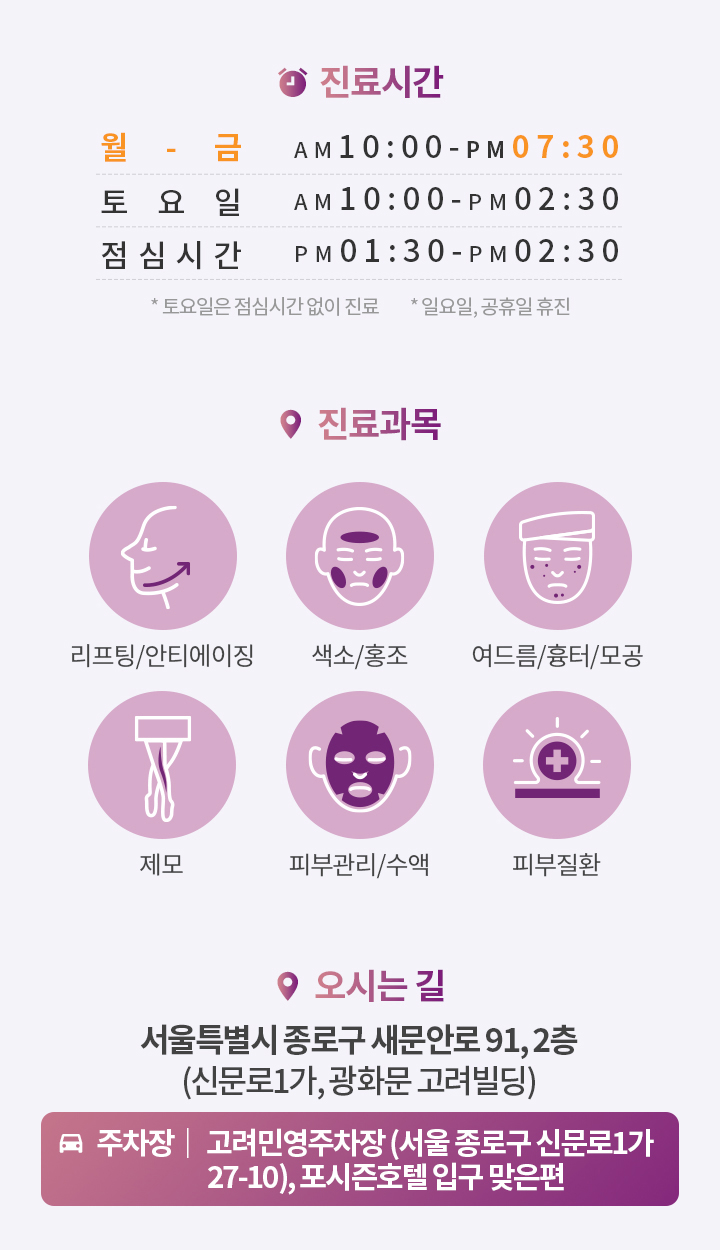 진료시간
월 - 금 AM10:00-PM07:30
토요일 AM10:00-PM02:30
점심시간 PM01:30-PM02:30
* 토요일은 점심시간 없이 진료 * 일요일, 공휴일 휴진
진료과목
리프팅/안티에이징 색소/홍조 여드름/흉터/모공
제모 피부관리/수액 피부질환
오시는 길
서울특별시 종로구 새문안로 91, 2층
(신문로1가, 광화문 고려빌딩)
주차장 | 고려민영주차장 (서울 종로구 신문로1가
27-10), 포시즌호텔 입구 맞은편